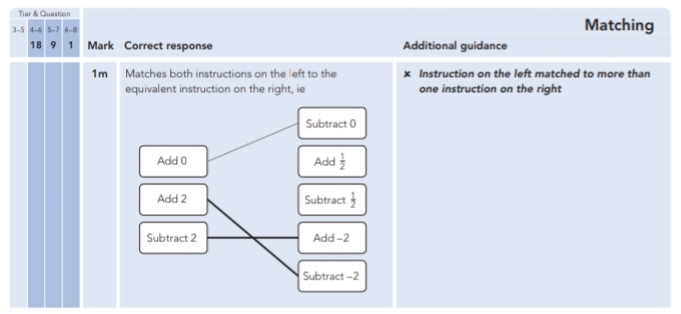 Tier & Question
Matching
3–5 4–6 5–7 6–8
18 9 1 Mark Correct response Additional guidance
1m Matches both instructions on the left to the
equivalent instruction on the right, ie
✗ Instruction on the left matched to more than
one instruction on the right
Subtract 0
Add 0
Add 1/2
Add 2
Subtract 1/2
Subtract 2
Add –2
Subtract –2